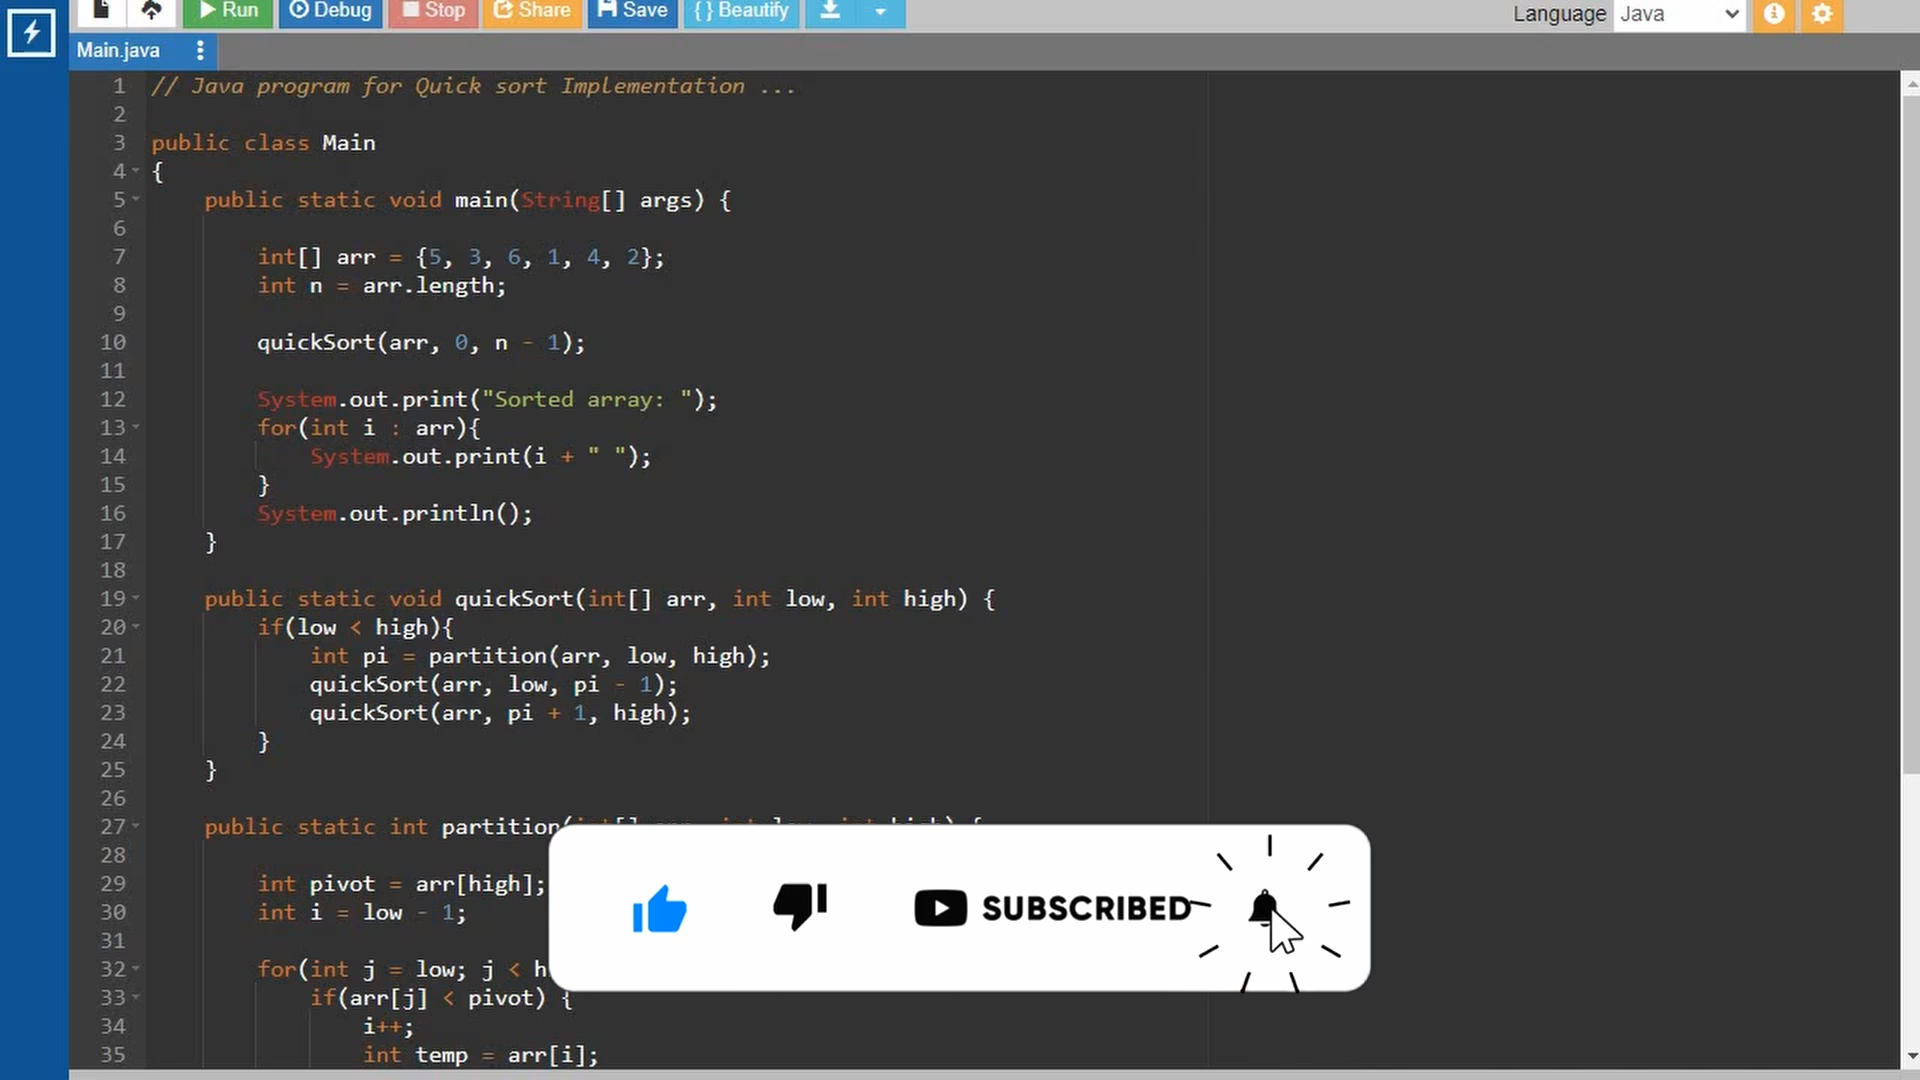 Run Debug Stop Share Save { } Beautify Language Java
Main.java
1 // Java program for Quick sort Implementation ...
2
3 public class Main
4 {
5 public static void main(String[] args) {
6
7 int[] arr = {5, 3, 6, 1, 4, 2};
8 int n = arr.length;
9
10 quickSort(arr, 0, n - 1);
11
12 System.out.print("Sorted array: ");
13 for(int i : arr){
14 System.out.print(i + " ");
15 }
16 System.out.println();
17 }
18
19 public static void quickSort(int[] arr, int low, int high) {
20 if(low < high){
21 int pi = partition(arr, low, high);
22 quickSort(arr, low, pi - 1);
23 quickSort(arr, pi + 1, high);
24 }
25 }
26
27 public static int partition(int[] arr, int low, int high) {
28
29 int pivot = arr[high];
30 int i = low - 1;
31
32 for(int j = low; j < h
33 if(arr[j] < pivot) {
34 i++;
35 int temp = arr[i];
SUBSCRIBED